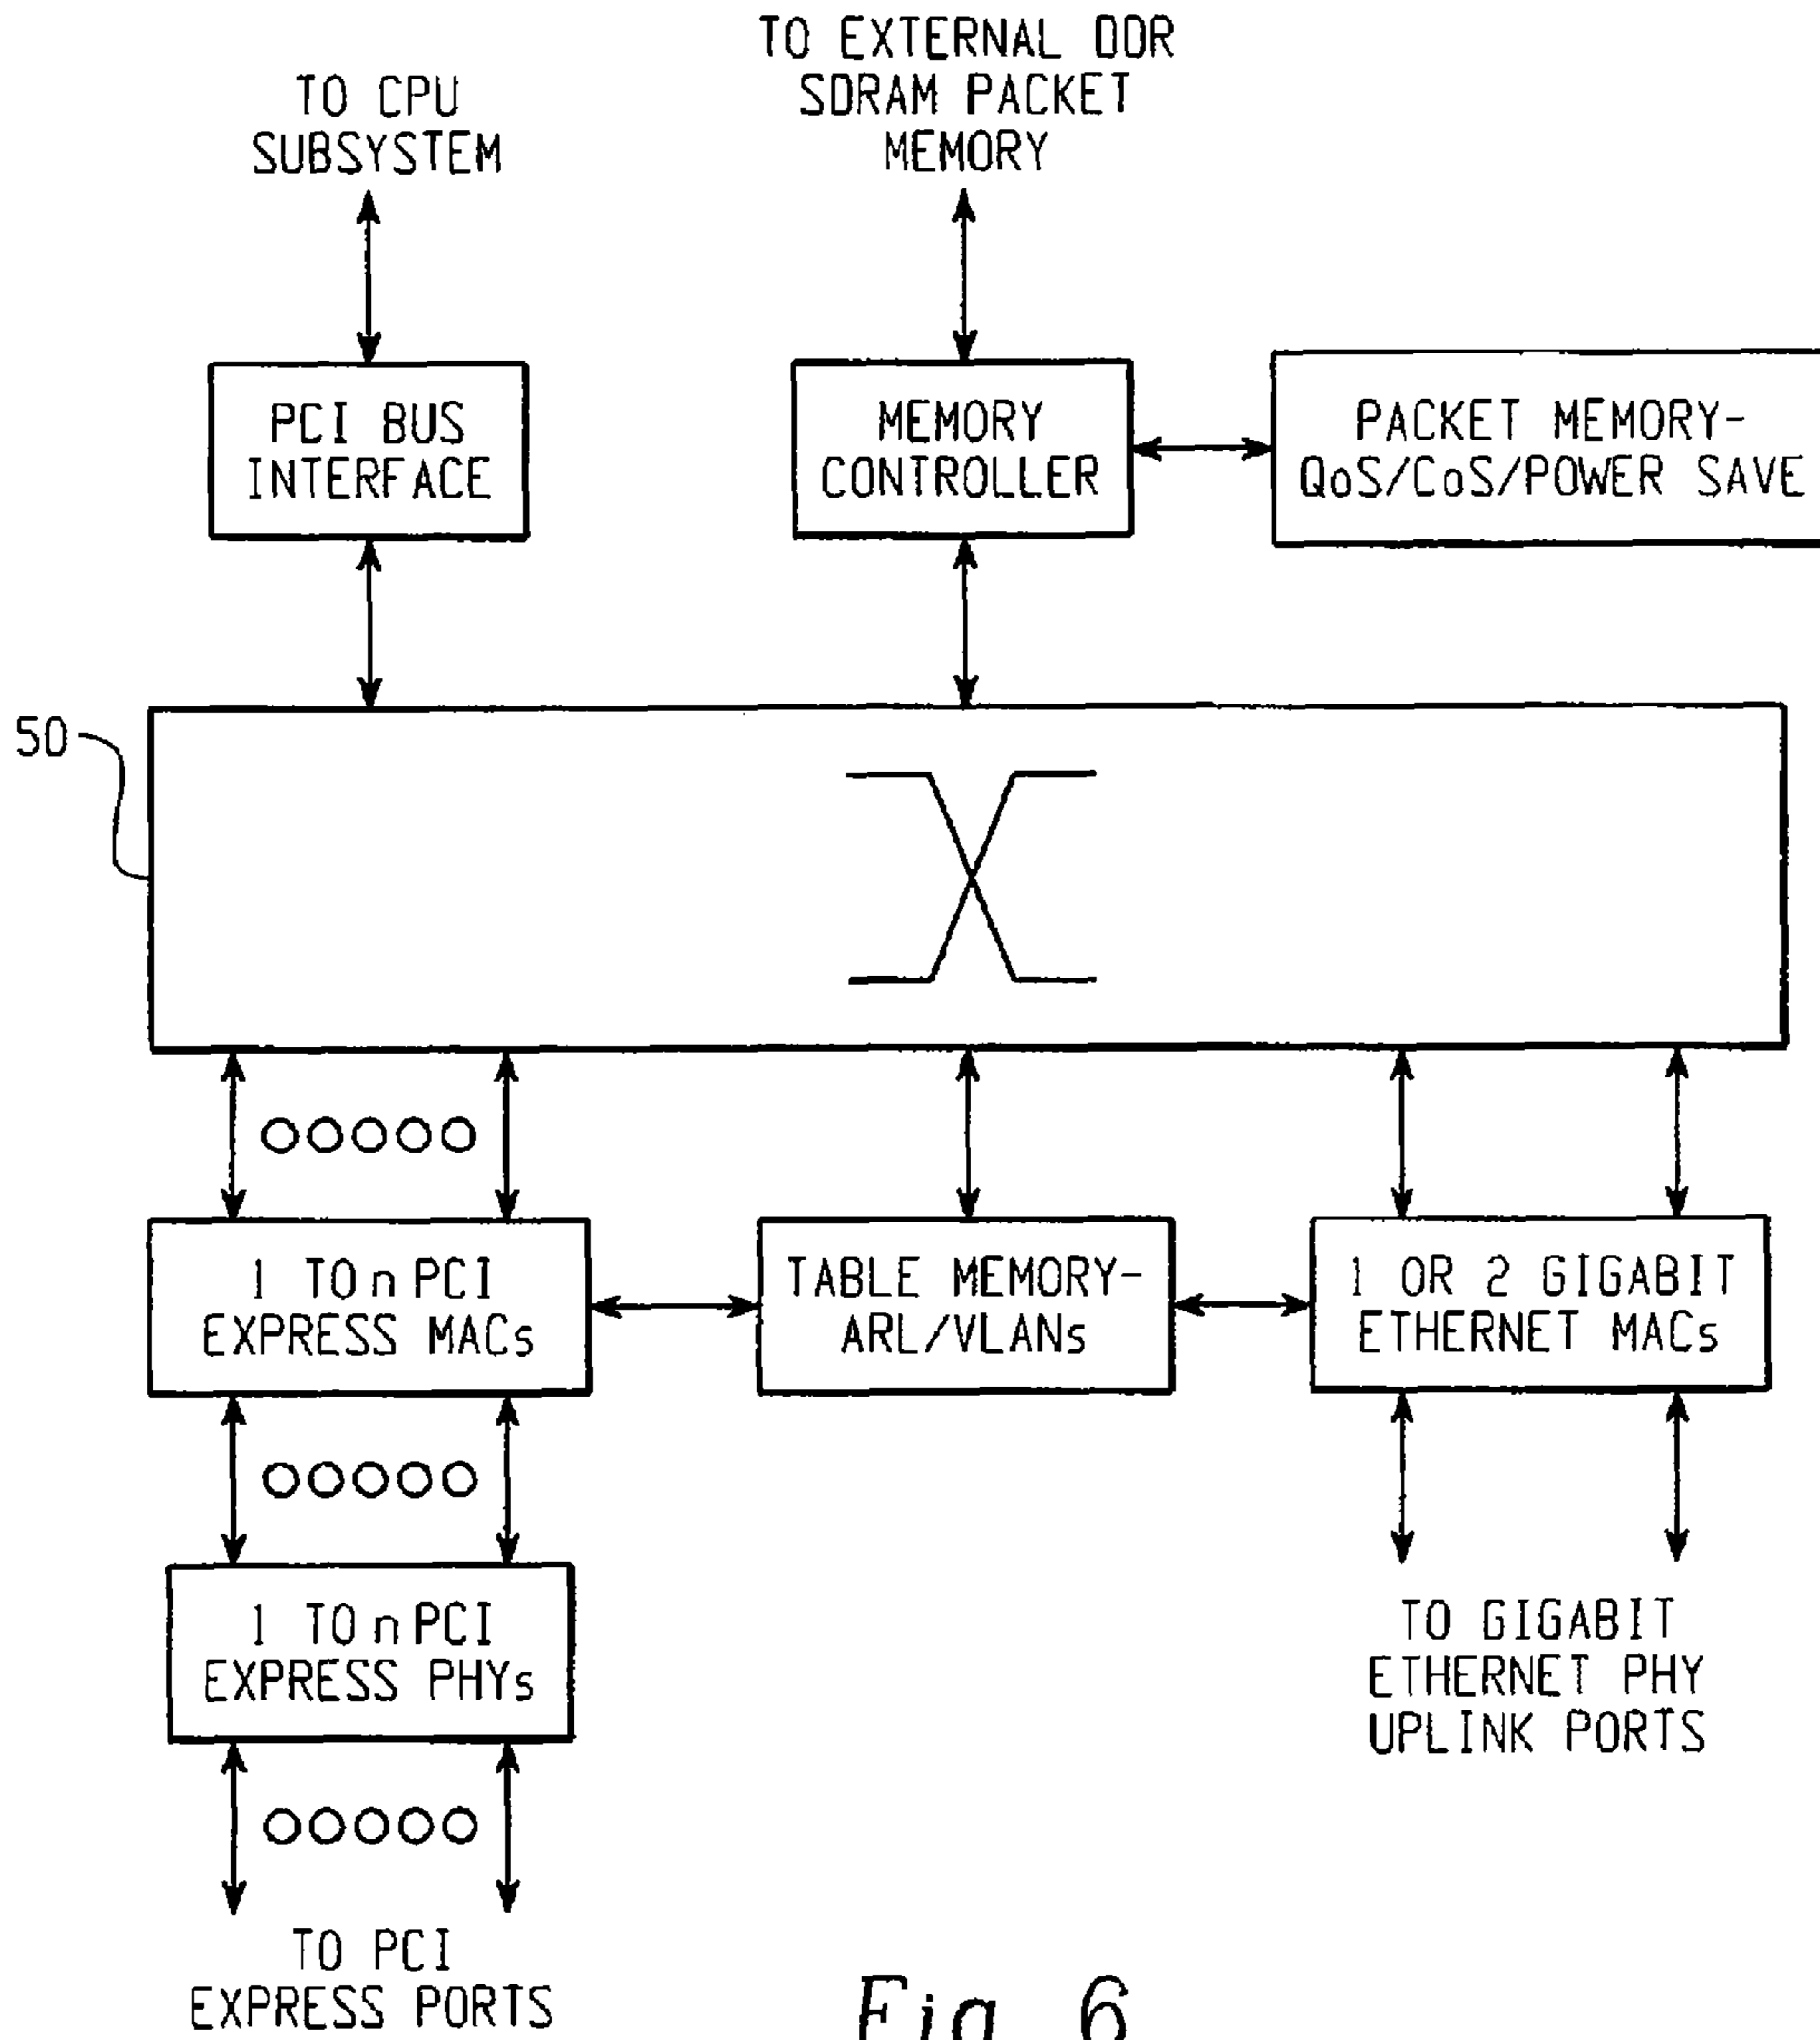 TO CPU
SUBSYSTEM
TO EXTERNAL DDR
SDRAM PACKET
MEMORY
PCI BUS
INTERFACE
MEMORY
CONTROLLER
PACKET MEMORY-
QoS/CoS/POWER SAVE
50
1 TO n PCI
EXPRESS MACs
TABLE MEMORY-
ARL/VLANs
1 OR 2 GIGABIT
ETHERNET MACs
1 TO n PCI
EXPRESS PHYs
TO GIGABIT
ETHERNET PHY
UPLINK PORTS
TO PCI
EXPRESS PORTS
Fig 6